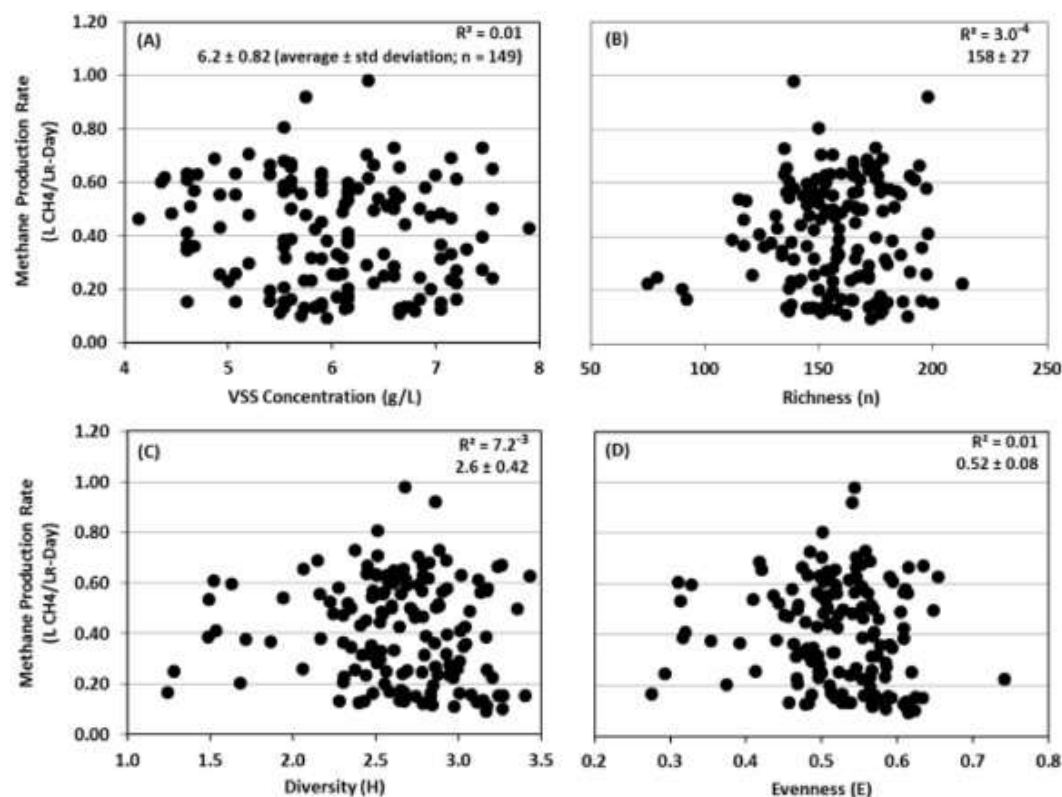 (A)
R² = 0.01
6.2 ± 0.82 (average ± std deviation; n = 149)
Methane Production Rate
(L CH4/LR-Day)
1.20
1.00
0.80
0.60
0.40
0.20
0.00
4 5 6 7 8
VSS Concentration (g/L)
(B)
R² = 3.0⁻⁴
158 ± 27
50 100 150 200 250
Richness (n)
(C)
R² = 7.2⁻³
2.6 ± 0.42
Methane Production Rate
(L CH4/LR-Day)
1.20
1.00
0.80
0.60
0.40
0.20
0.00
1.0 1.5 2.0 2.5 3.0 3.5
Diversity (H)
(D)
R² = 0.01
0.52 ± 0.08
0.2 0.3 0.4 0.5 0.6 0.7 0.8
Evenness (E)